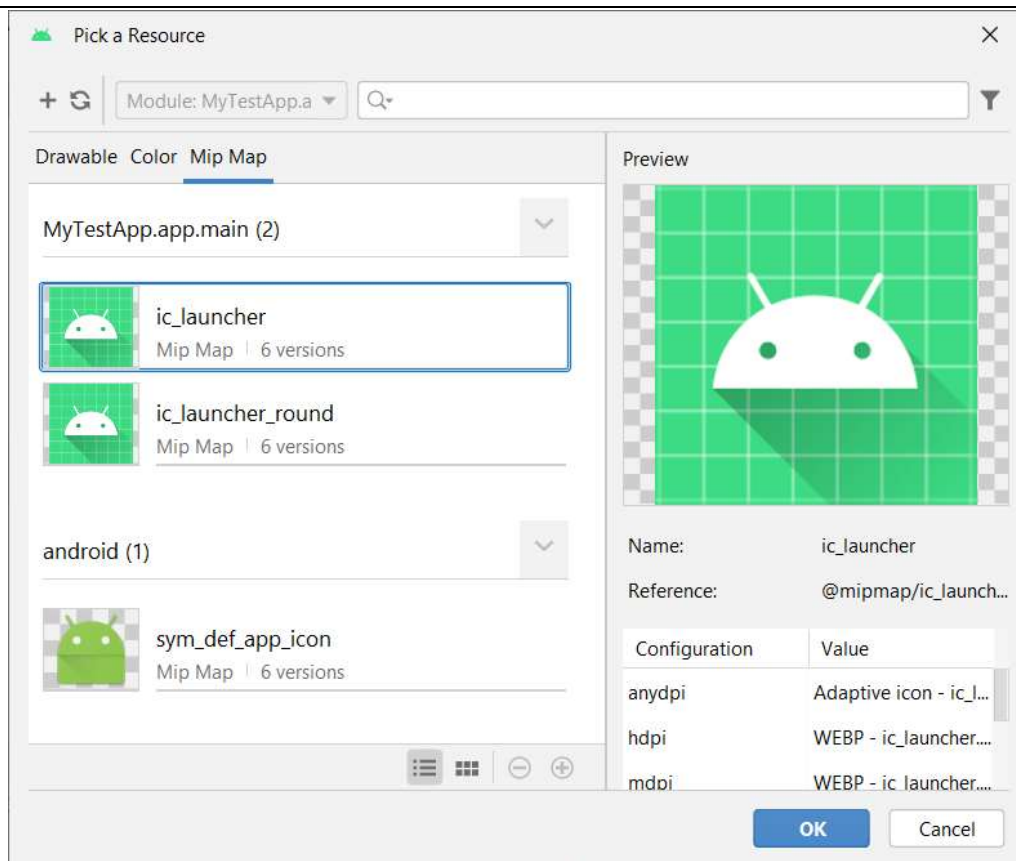 Pick a Resource
Module: MyTestApp.a
Drawable Color Mip Map
MyTestApp.app.main (2)
ic_launcher
Mip Map 6 versions
ic_launcher_round
Mip Map 6 versions
android (1)
sym_def_app_icon
Mip Map 6 versions
Preview
Name: ic_launcher
Reference: @mipmap/ic_launch...
Configuration Value
anydpi Adaptive icon - ic_l...
hdpi WEBP - ic_launcher....
mdpi WEBP - ic_launcher....
OK Cancel